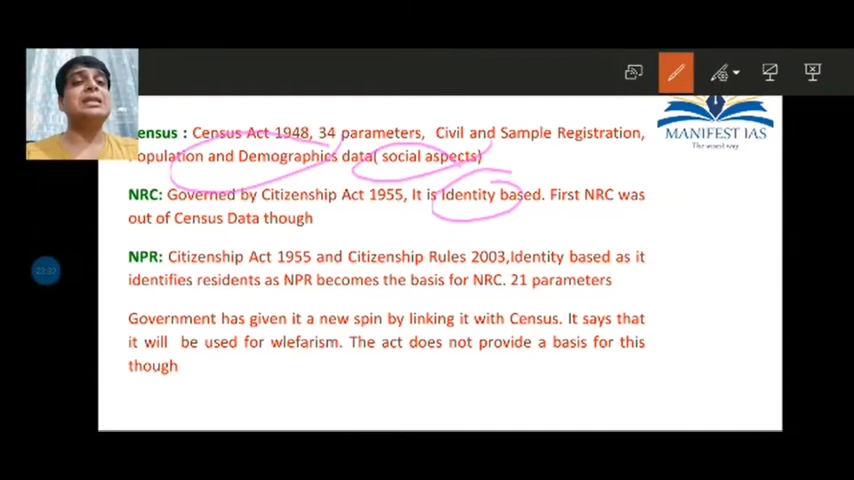 ensus : Census Act 1948, 34 parameters, Civil and Sample Registration,
opulation and Demographics data( social aspects)
NRC: Governed by Citizenship Act 1955, It is Identity based. First NRC was
out of Census Data though
NPR: Citizenship Act 1955 and Citizenship Rules 2003,Identity based as it
identifies residents as NPR becomes the basis for NRC. 21 parameters
Government has given it a new spin by linking it with Census. It says that
it will be used for wlefarism. The act does not provide a basis for this
though
MANIFEST IAS